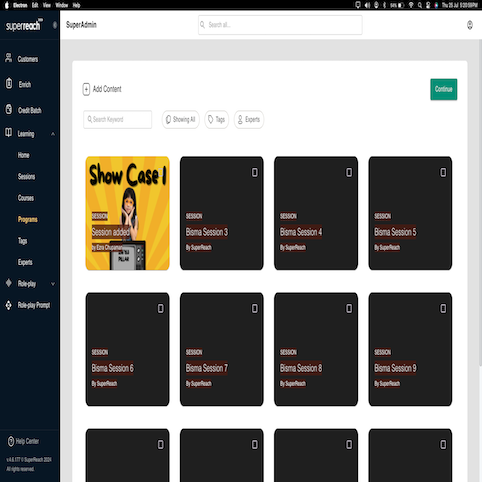 Electron Edit View Window Help
54% Thu 25 Jul 5:20:09 PM
superreach
SuperAdmin
Search all...
Customers
Enrich
Credit Batch
Learning
Home
Sessions
Courses
Programs
Tags
Experts
Role-play
Role-play Prompt
Help Center
v.4.6.177 © SuperReach 2024
All rights reserved.
Add Content
Continue
Search Keyword
Showing All
Tags
Experts
Show Case 1
SESSION
Session added
by Ezra Chapaman
SESSION
Bisma Session 3
By SuperReach
SESSION
Bisma Session 4
By SuperReach
SESSION
Bisma Session 5
By SuperReach
SESSION
Bisma Session 6
By SuperReach
SESSION
Bisma Session 7
By SuperReach
SESSION
Bisma Session 8
By SuperReach
SESSION
Bisma Session 9
By SuperReach